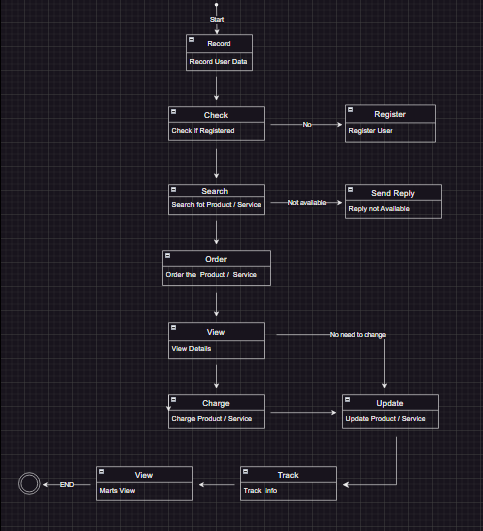 Start
Record
Record User Data
Check
Check if Registered
No
Register
Register User
Search
Search fot Product / Service
Not available
Send Reply
Reply not Available
Order
Order the Product / Service
View
View Details
No need to change
Charge
Charge Product / Service
Update
Update Product / Service
END
View
Marts View
Track
Track info